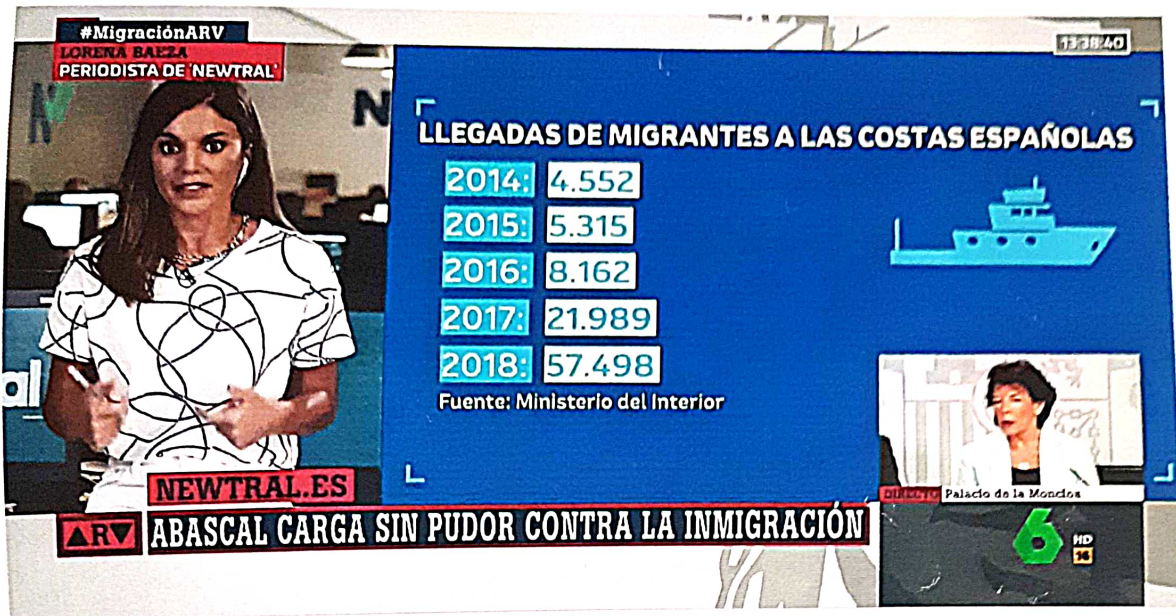 #MigraciónARV
LORENA BAEZA
PERIODISTA DE 'NEWTRAL'
13:38:40
N
LLEGADAS DE MIGRANTES A LAS COSTAS ESPAÑOLAS
2014: 4.552
2015: 5.315
2016: 8.162
2017: 21.989
2018: 57.498
Fuente: Ministerio del Interior
al
NEWTRAL.ES
DIRECTO Palacio de la Moncloa
ARV ABASCAL CARGA SIN PUDOR CONTRA LA INMIGRACIÓN
6 HD
16